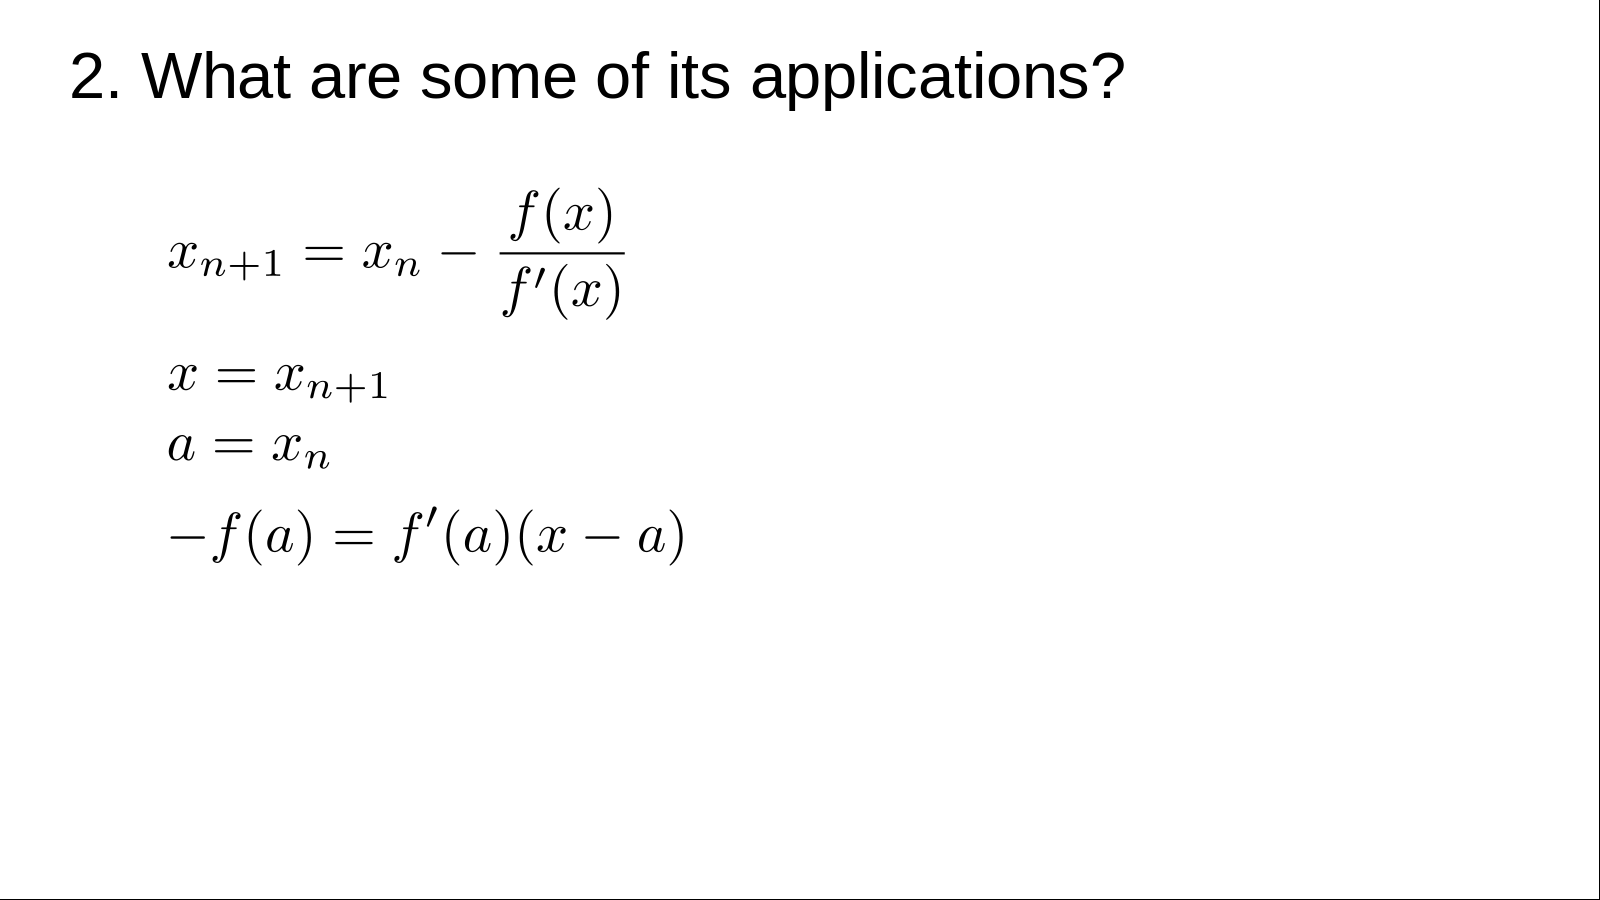 2. What are some of its applications?
x_{n+1} = x_n − \frac{f(x)}{f′(x)}
x = x_{n+1}
a = x_n
−f(a) = f′(a)(x − a)